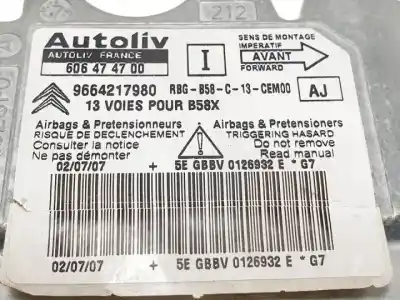 212
Autoliv
AUTOLIV FRANCE
606 47 47 00
I
SENS DE MONTAGE
IMPERATIF
AVANT
FORWARD
9664217980
RBG-B58-C-13-CEM00
AJ
13 VOIES POUR B58X
Airbags & Pretensionneurs
RISQUE DE DECLENCHEMENT
Consulter la notice
Ne pas démonter
Airbags & Pretensioners
TRIGGERING HASARD
Do not remove
Read manual
02/07/07 + 5E GBBV 0126932 E * G7
02/07/07 + 5E GBBV 0126932 E * G7